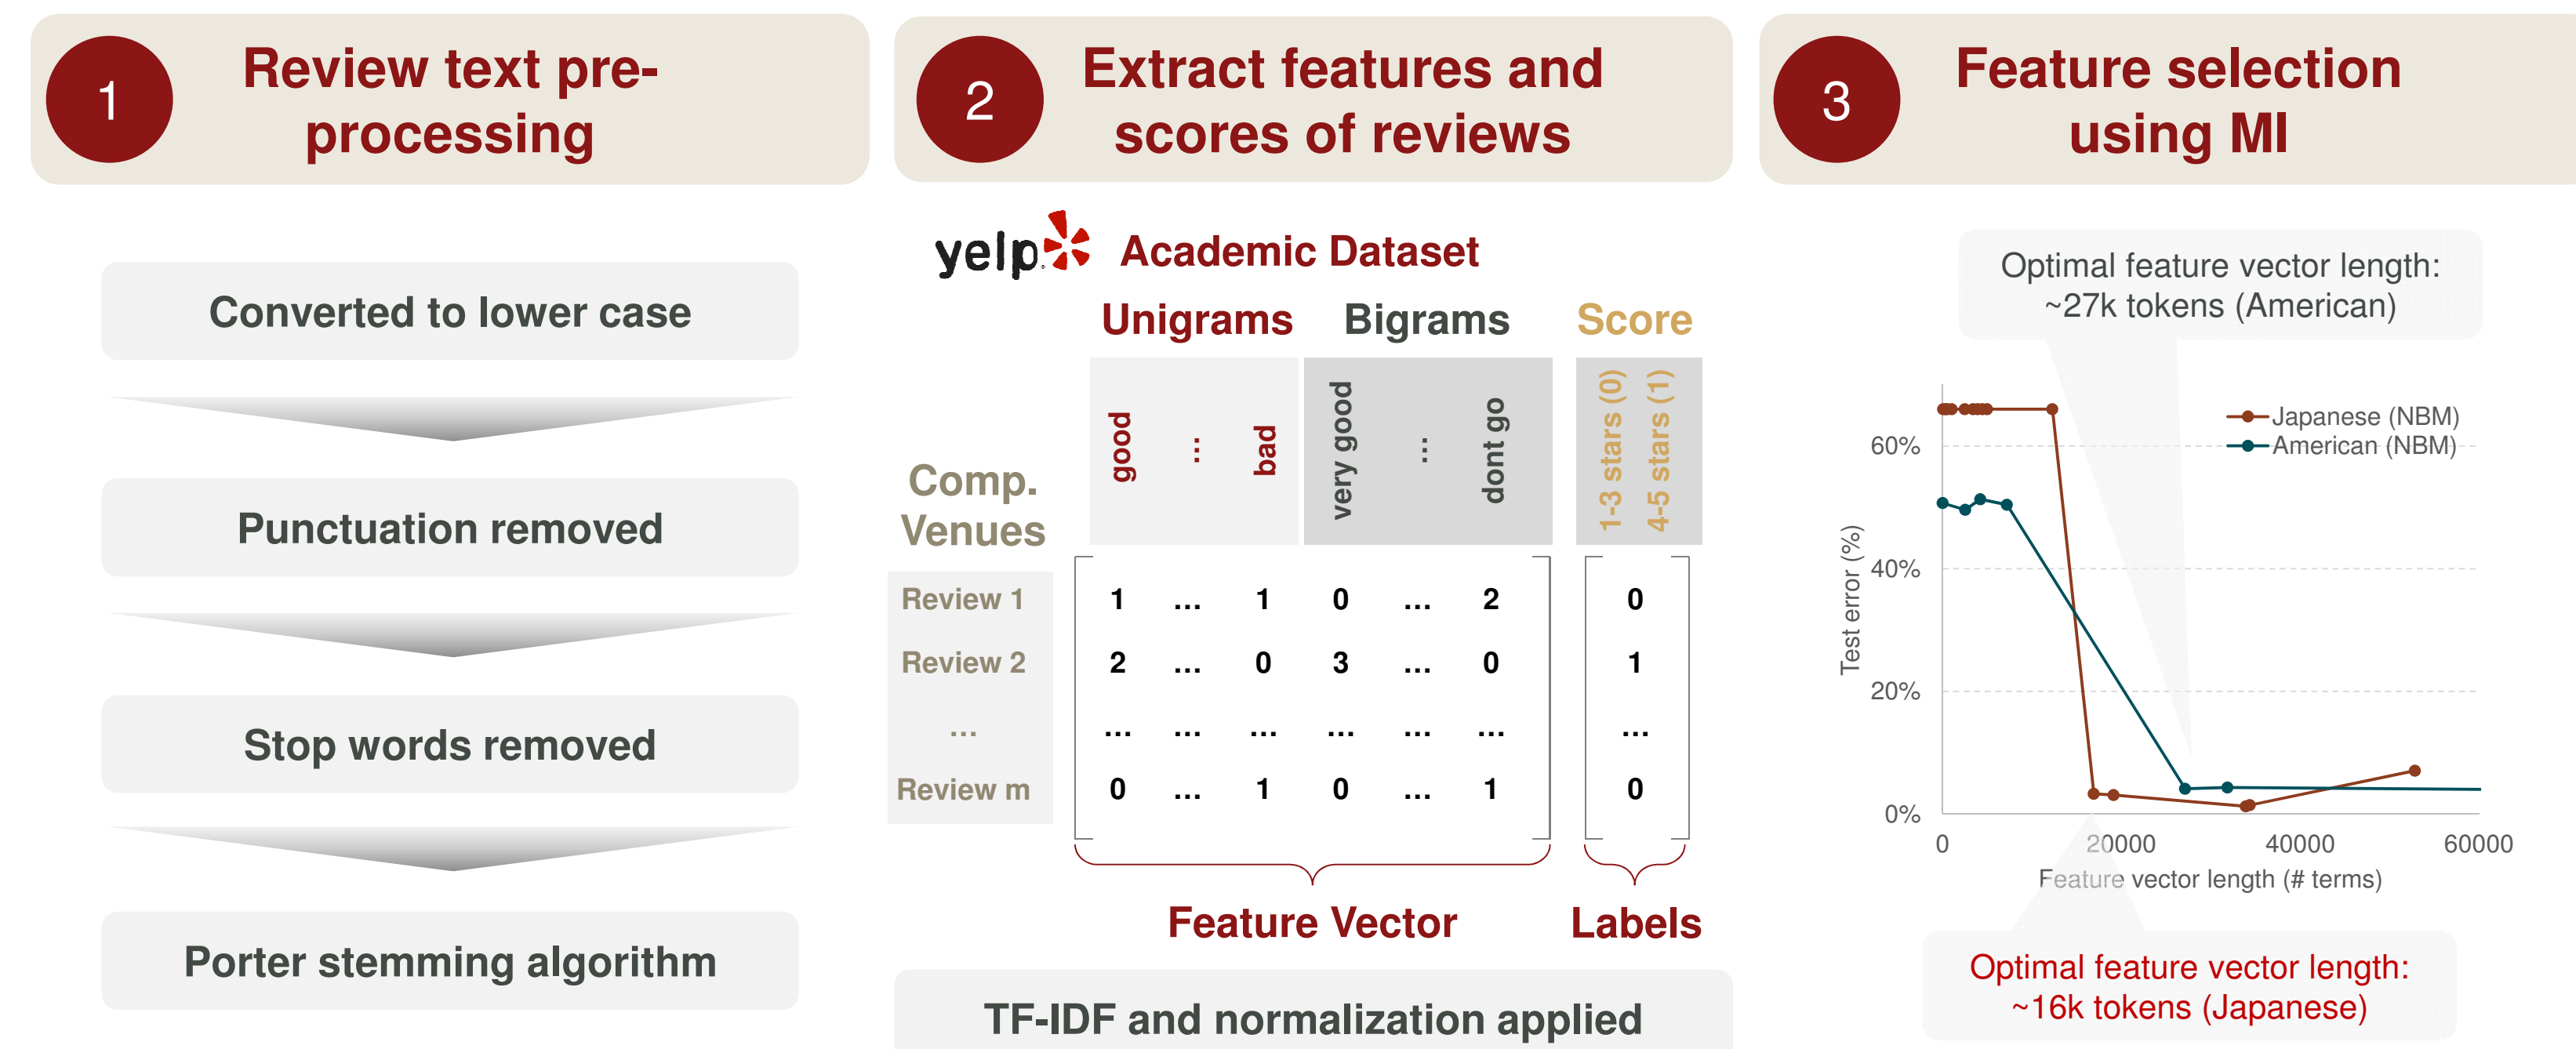 1
Review text pre-
processing
Converted to lower case
Punctuation removed
Stop words removed
Porter stemming algorithm
2
Extract features and
scores of reviews
yelp Academic Dataset
Unigrams Bigrams Score
good ... bad very good ... dont go 1-3 stars (0) 4-5 stars (1)
Comp.
Venues
Review 1 1 ... 1 0 ... 2 0
Review 2 2 ... 0 3 ... 0 1
... ... ... ... ... ... ... ...
Review m 0 ... 1 0 ... 1 0
Feature Vector Labels
TF-IDF and normalization applied
3
Feature selection
using MI
Optimal feature vector length:
~27k tokens (American)
Japanese (NBM)
American (NBM)
60%
40%
20%
0%
Test error (%)
0 20000 40000 60000
Feature vector length (# terms)
Optimal feature vector length:
~16k tokens (Japanese)